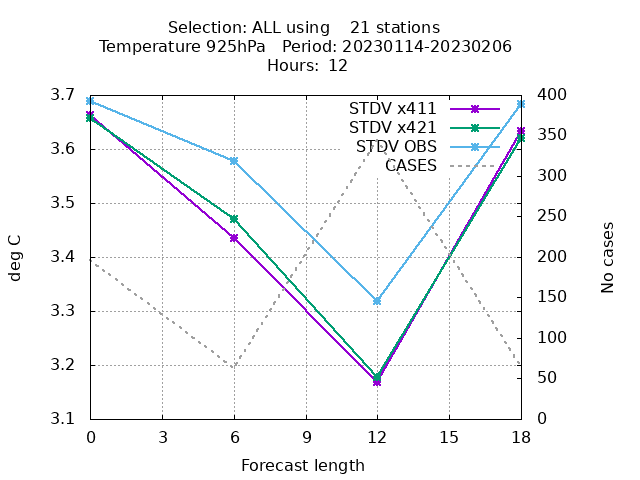 Selection: ALL using 21 stations
Temperature 925hPa Period: 20230114-20230206
Hours: 12
3.7
3.6
3.5
3.4
3.3
3.2
3.1
deg C
STDV x411
STDV x421
STDV OBS
CASES
400
350
300
250
200
150
100
50
0
No cases
0 3 6 9 12 15 18
Forecast length